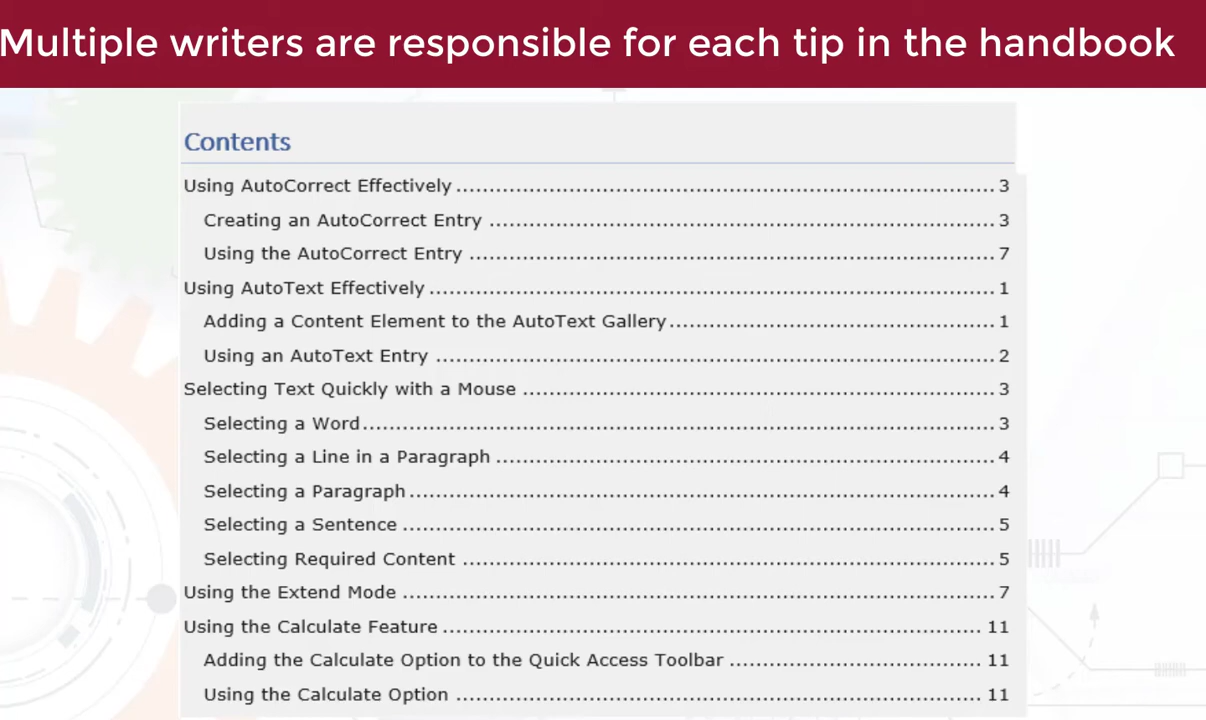 Multiple writers are responsible for each tip in the handbook
Contents
Using AutoCorrect Effectively .......... 3
Creating an AutoCorrect Entry .......... 3
Using the AutoCorrect Entry .......... 7
Using AutoText Effectively .......... 1
Adding a Content Element to the AutoText Gallery .......... 1
Using an AutoText Entry .......... 2
Selecting Text Quickly with a Mouse .......... 3
Selecting a Word .......... 3
Selecting a Line in a Paragraph .......... 4
Selecting a Paragraph .......... 4
Selecting a Sentence .......... 5
Selecting Required Content .......... 5
Using the Extend Mode .......... 7
Using the Calculate Feature .......... 11
Adding the Calculate Option to the Quick Access Toolbar .......... 11
Using the Calculate Option .......... 11